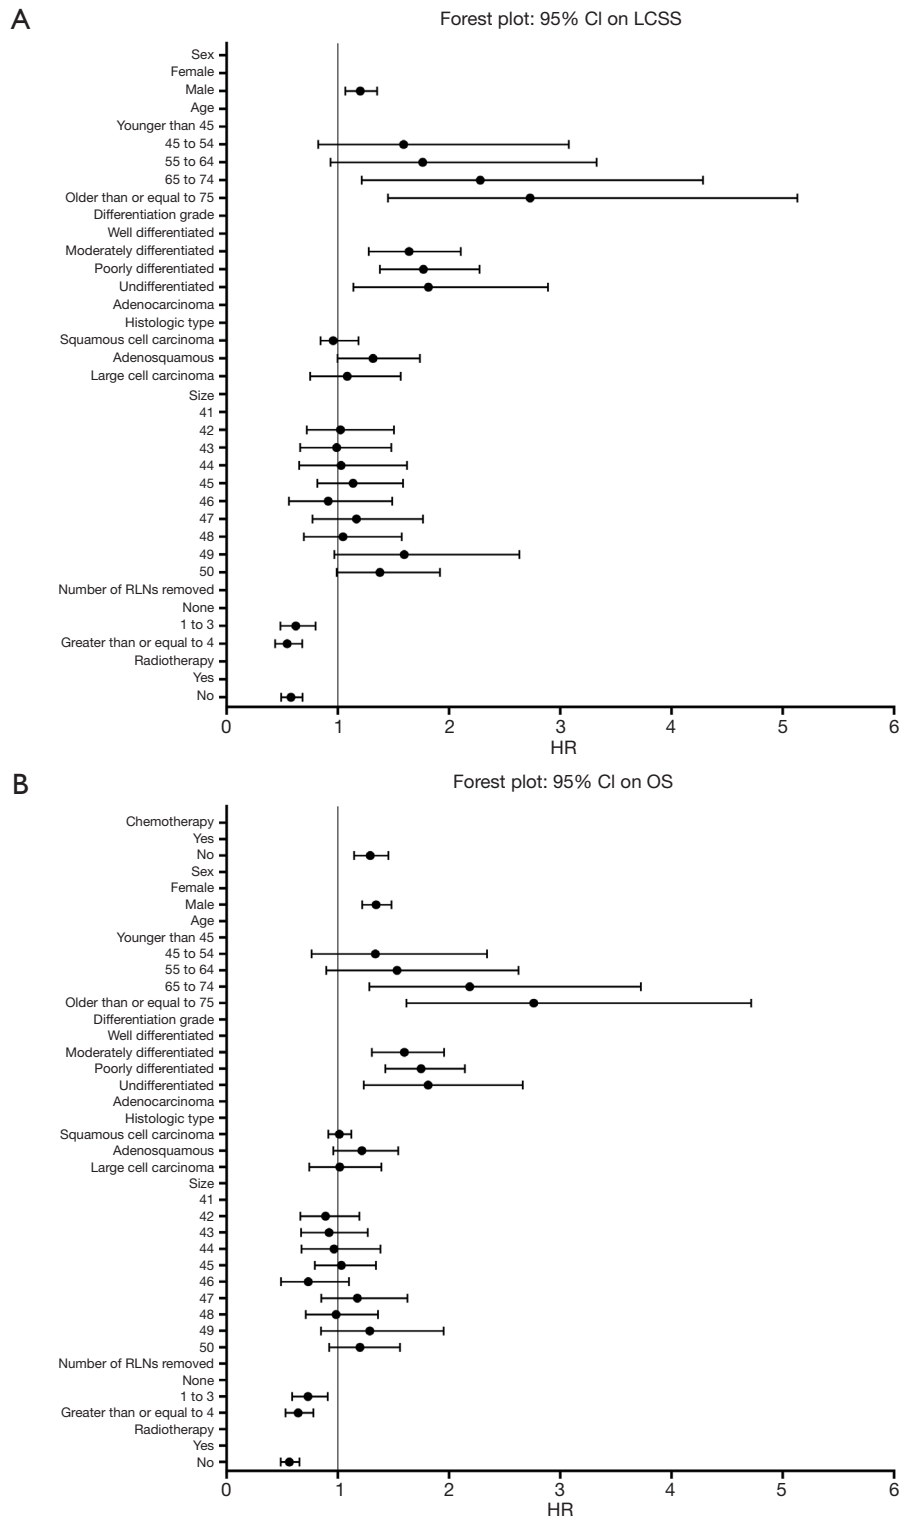 A
Forest plot: 95% CI on LCSS
Sex
Female
Male
Age
Younger than 45
45 to 54
55 to 64
65 to 74
Older than or equal to 75
Differentiation grade
Well differentiated
Moderately differentiated
Poorly differentiated
Undifferentiated
Adenocarcinoma
Histologic type
Squamous cell carcinoma
Adenosquamous
Large cell carcinoma
Size
41
42
43
44
45
46
47
48
49
50
Number of RLNs removed
None
1 to 3
Greater than or equal to 4
Radiotherapy
Yes
No
0 1 2 3 4 5 6
HR
B
Forest plot: 95% CI on OS
Chemotherapy
Yes
No
Sex
Female
Male
Age
Younger than 45
45 to 54
55 to 64
65 to 74
Older than or equal to 75
Differentiation grade
Well differentiated
Moderately differentiated
Poorly differentiated
Undifferentiated
Adenocarcinoma
Histologic type
Squamous cell carcinoma
Adenosquamous
Large cell carcinoma
Size
41
42
43
44
45
46
47
48
49
50
Number of RLNs removed
None
1 to 3
Greater than or equal to 4
Radiotherapy
Yes
No
0 1 2 3 4 5 6
HR